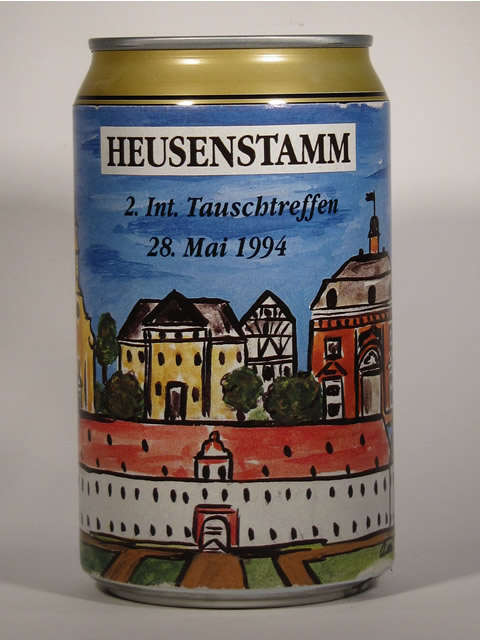 HEUSENSTAMM
2. Int. Tauschtreffen
28. Mai 1994